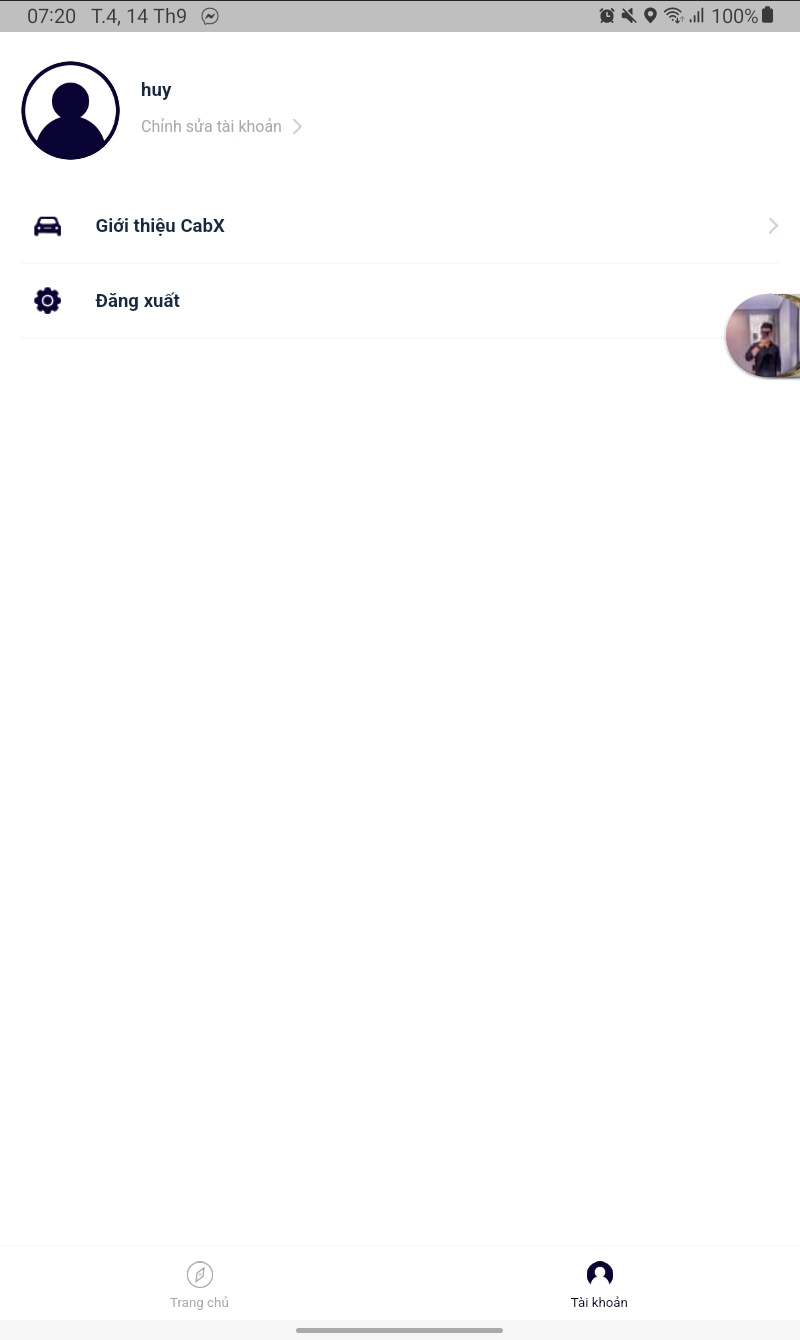 07:20 T.4, 14 Th9 100%
huy
Chỉnh sửa tài khoản
Giới thiệu CabX
Đăng xuất
Trang chủ
Tài khoản